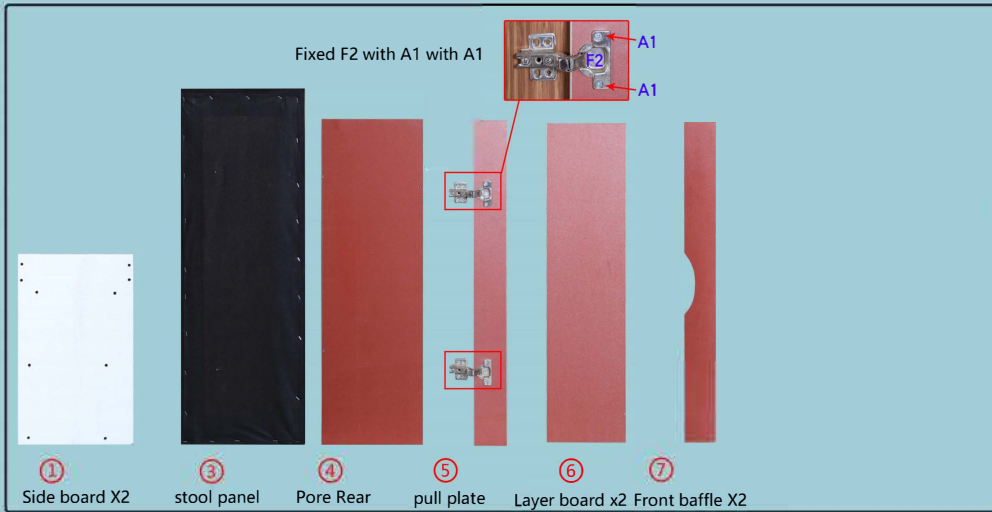 Fixed F2 with A1 with A1
A1
F2
A1
① ③ ④ ⑤ ⑥ ⑦
Side board X2 stool panel Pore Rear pull plate Layer board x2 Front baffle X2